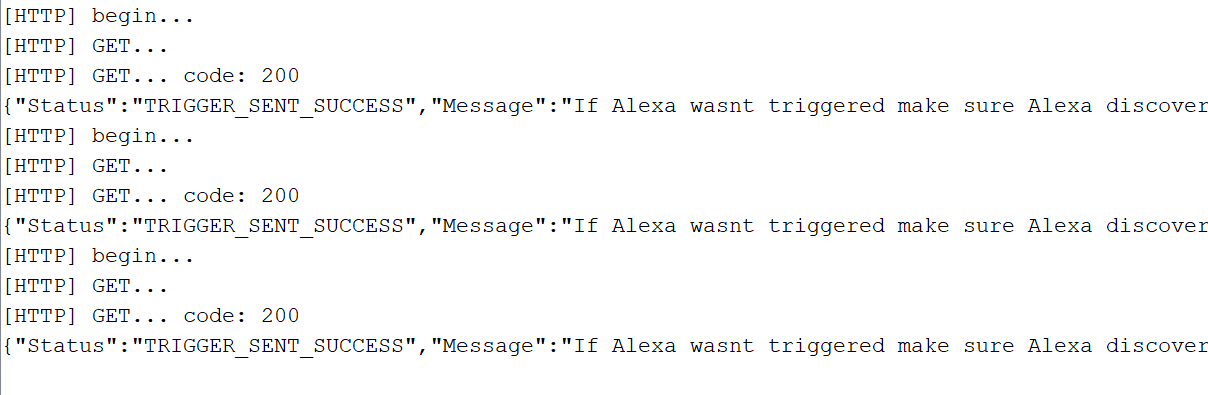 [HTTP] begin...
[HTTP] GET...
[HTTP] GET... code: 200
{"Status":"TRIGGER_SENT_SUCCESS","Message":"If Alexa wasnt triggered make sure Alexa discover
[HTTP] begin...
[HTTP] GET...
[HTTP] GET... code: 200
{"Status":"TRIGGER_SENT_SUCCESS","Message":"If Alexa wasnt triggered make sure Alexa discover
[HTTP] begin...
[HTTP] GET...
[HTTP] GET... code: 200
{"Status":"TRIGGER_SENT_SUCCESS","Message":"If Alexa wasnt triggered make sure Alexa discover